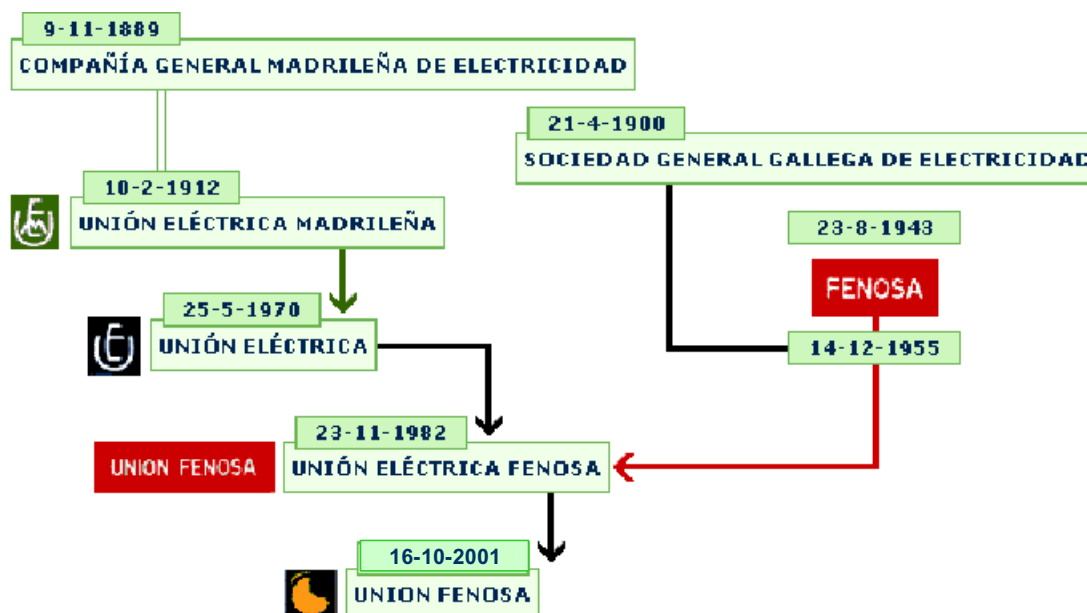 9-11-1889
COMPAÑÍA GENERAL MADRILEÑA DE ELECTRICIDAD
21-4-1900
SOCIEDAD GENERAL GALLEGA DE ELECTRICIDAD
10-2-1912
UNIÓN ELÉCTRICA MADRILEÑA
23-8-1943
FENOSA
25-5-1970
UNIÓN ELÉCTRICA
14-12-1955
23-11-1982
UNION FENOSA
UNIÓN ELÉCTRICA FENOSA
16-10-2001
UNION FENOSA